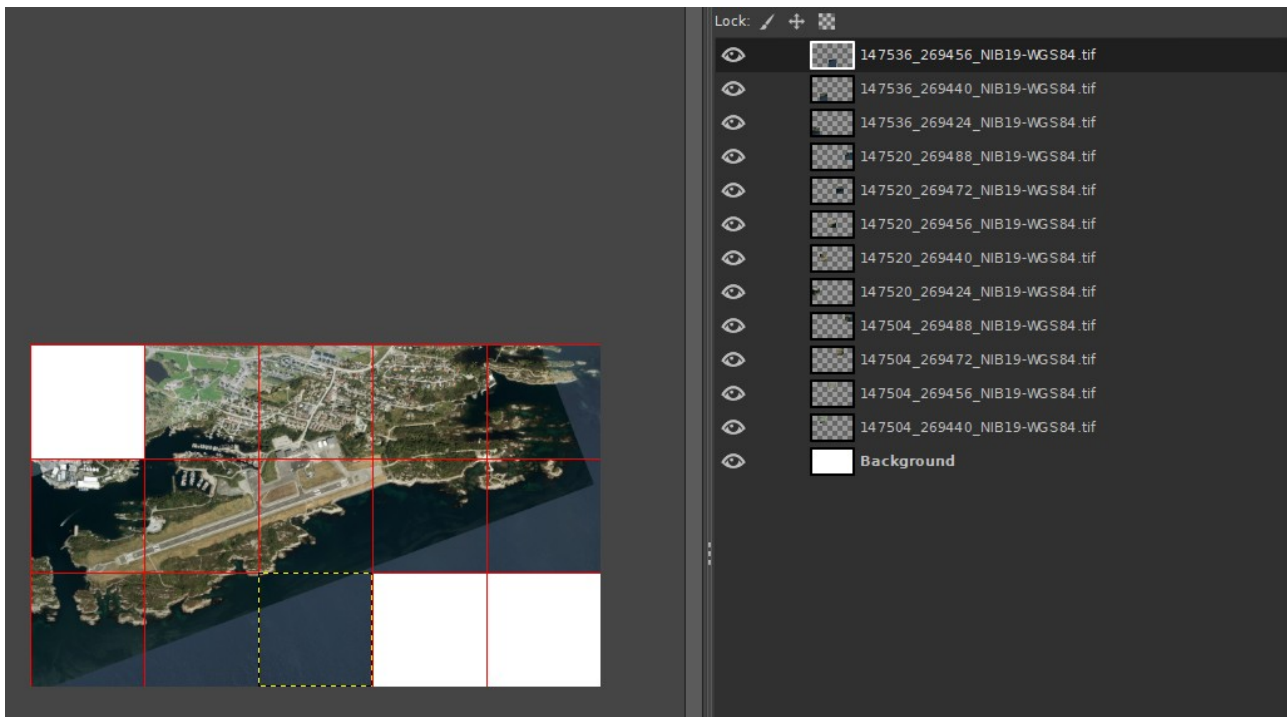 Lock:
147536_269456_NIB19-WGS84.tif
147536_269440_NIB19-WGS84.tif
147536_269424_NIB19-WGS84.tif
147520_269488_NIB19-WGS84.tif
147520_269472_NIB19-WGS84.tif
147520_269456_NIB19-WGS84.tif
147520_269440_NIB19-WGS84.tif
147520_269424_NIB19-WGS84.tif
147504_269488_NIB19-WGS84.tif
147504_269472_NIB19-WGS84.tif
147504_269456_NIB19-WGS84.tif
147504_269440_NIB19-WGS84.tif
Background